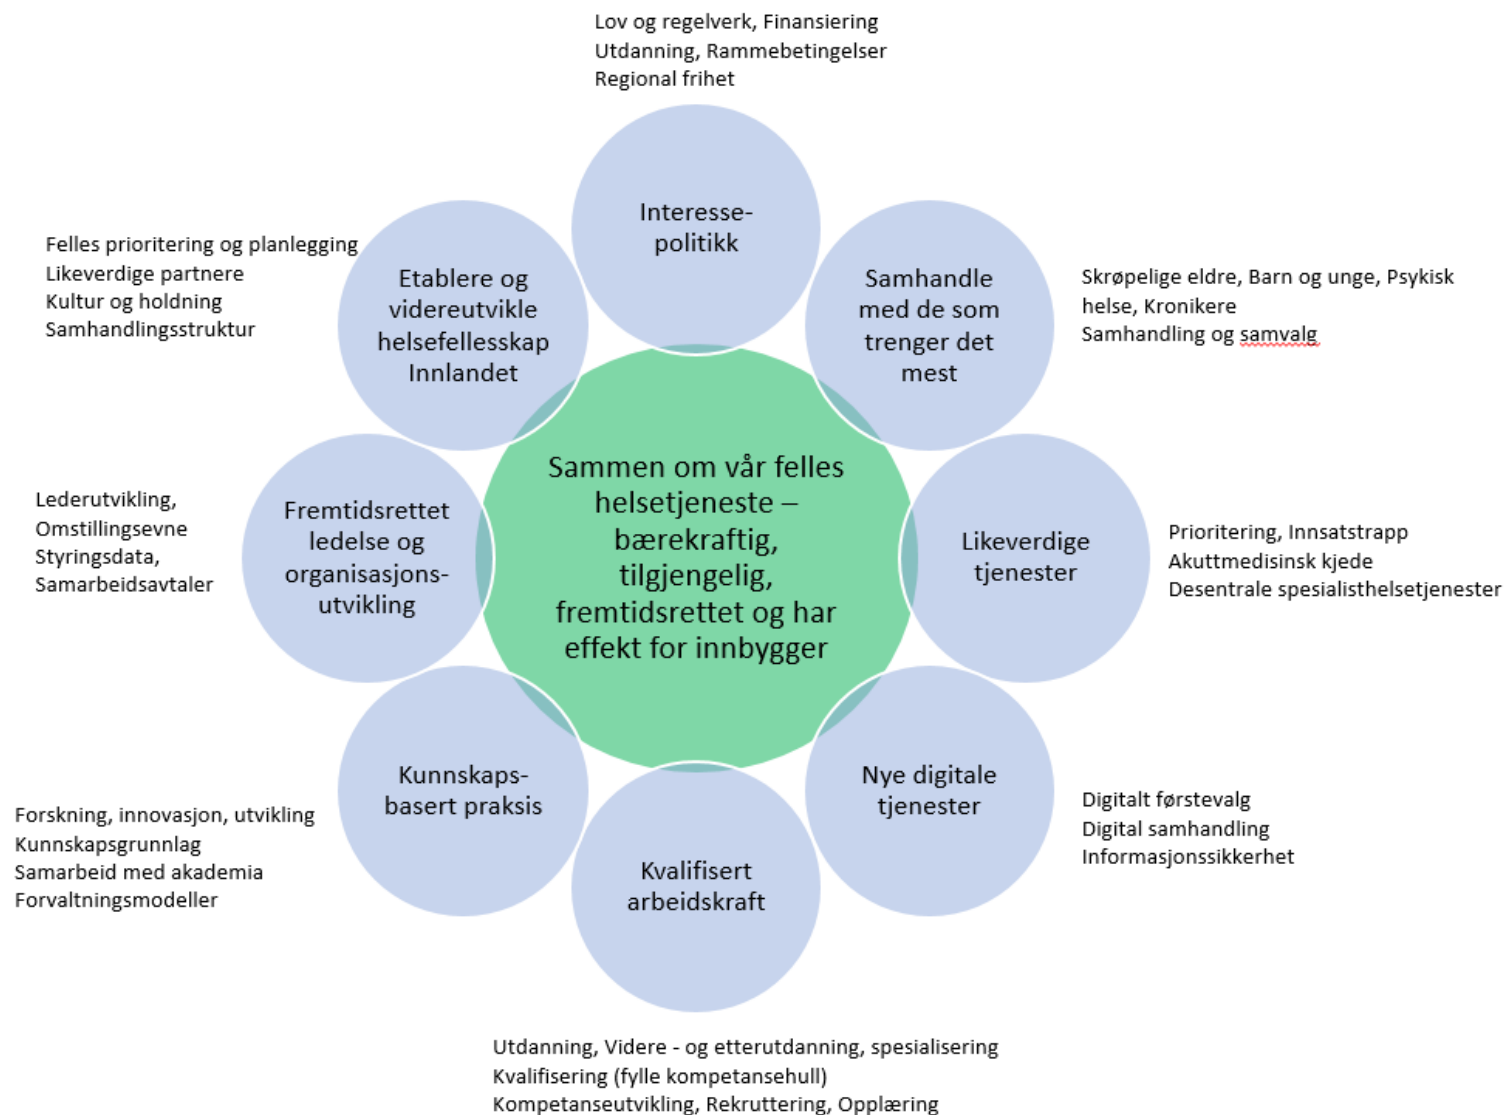 Lov og regelverk, Finansiering
Utdanning, Rammebetingelser
Regional frihet
Interesse-
politikk
Felles prioritering og planlegging
Likeverdige partnere
Kultur og holdning
Samhandlingsstruktur
Etablere og
videreutvikle
helsefellesskap
Innlandet
Samhandle
med de som
trenger det
mest
Skrøpelige eldre, Barn og unge, Psykisk
helse, Kronikere
Samhandling og samvalg
Lederutvikling,
Omstillingsevne
Styringsdata,
Samarbeidsavtaler
Fremtidsrettet
ledelse og
organisasjons-
utvikling
Sammen om vår felles
helsetjeneste –
bærekraftig,
tilgjengelig,
fremtidsrettet og har
effekt for innbygger
Likeverdige
tjenester
Prioritering, Innsatstrapp
Akuttmedisinsk kjede
Desentrale spesialisthelsetjenester
Forskning, innovasjon, utvikling
Kunnskapsgrunnlag
Samarbeid med akademia
Forvaltningsmodeller
Kunnskaps-
basert praksis
Nye digitale
tjenester
Digitalt førstevalg
Digital samhandling
Informasjonssikkerhet
Kvalifisert
arbeidskraft
Utdanning, Videre - og etterutdanning, spesialisering
Kvalifisering (fylle kompetansehull)
Kompetanseutvikling, Rekruttering, Opplæring